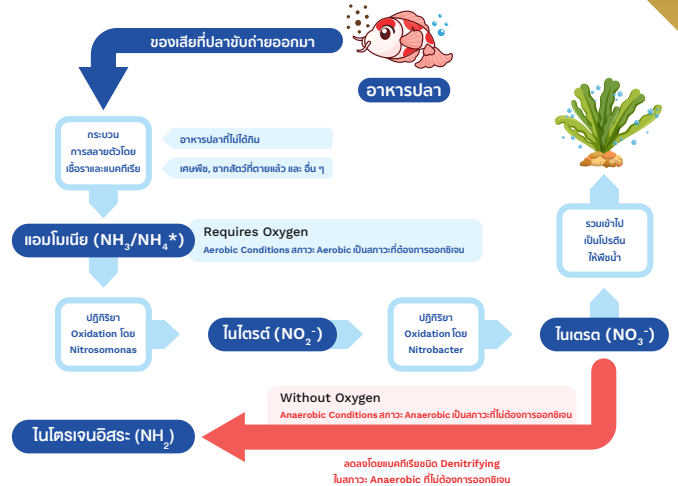 ของเสียที่ปลาขับถ่ายออกมา
อาหารปลา
กระบวน
การสลายตัวโดย
เชื้อราและแบคทีเรีย
อาหารปลาที่ไม่ได้กิน
เศษพืช, ซากสัตว์ที่ตายแล้ว และ อื่น ๆ
แอมโมเนีย (NH₃/NH₄*)
Requires Oxygen
Aerobic Conditions สภาวะ Aerobic เป็นสภาวะที่ต้องการออกซิเจน
รวมเข้าไป
เป็นโปรตีน
ให้พืชน้ำ
ปฏิกิริยา
Oxidation โดย
Nitrosomonas
ไนไตรต์ (NO₂⁻)
ปฏิกิริยา
Oxidation โดย
Nitrobacter
ไนเตรต (NO₃⁻)
Without Oxygen
Anaerobic Conditions สภาวะ Anaerobic เป็นสภาวะที่ไม่ต้องการออกซิเจน
ไนโตรเจนอิสระ (NH₂)
ลดลงโดยแบคทีเรียชนิด Denitrifying
ในสภาวะ Anaerobic ที่ไม่ต้องการออกซิเจน